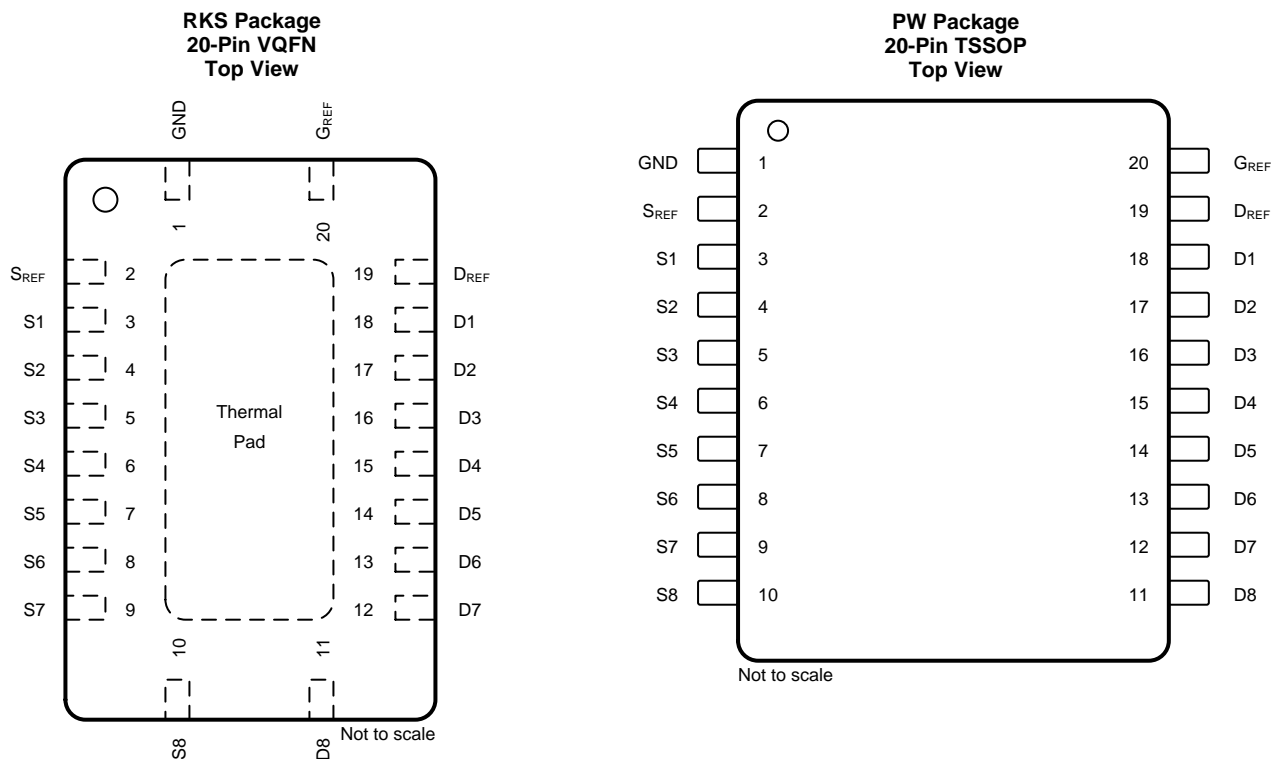 RKS Package
20-Pin VQFN
Top View
GND
GREF
1
20
SREF 2 19 DREF
S1 3 18 D1
S2 4 17 D2
S3 5 16 D3
S4 6 15 D4
S5 7 14 D5
S6 8 13 D6
S7 9 12 D7
Thermal
Pad
10
11
S8
D8
Not to scale
PW Package
20-Pin TSSOP
Top View
GND 1 20 GREF
SREF 2 19 DREF
S1 3 18 D1
S2 4 17 D2
S3 5 16 D3
S4 6 15 D4
S5 7 14 D5
S6 8 13 D6
S7 9 12 D7
S8 10 11 D8
Not to scale